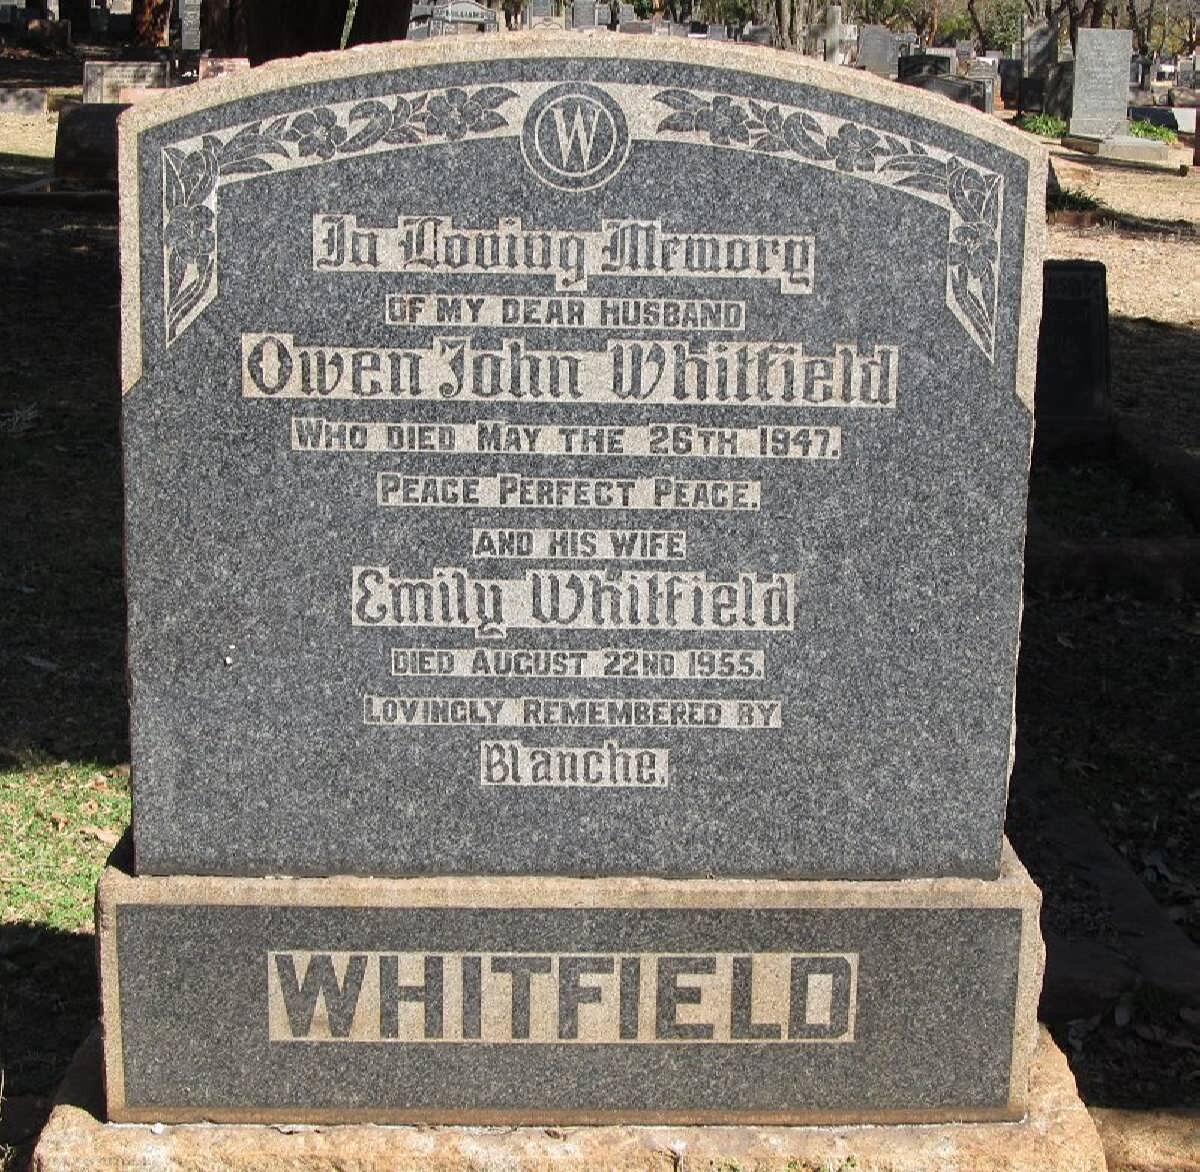 W
In Loving Memory
OF MY DEAR HUSBAND
Owen John Whitfield
WHO DIED MAY THE 26TH 1947.
PEACE PERFECT PEACE.
AND HIS WIFE
Emily Whitfield
DIED AUGUST 22ND 1955.
LOVINGLY REMEMBERED BY
Blanche.
WHITFIELD